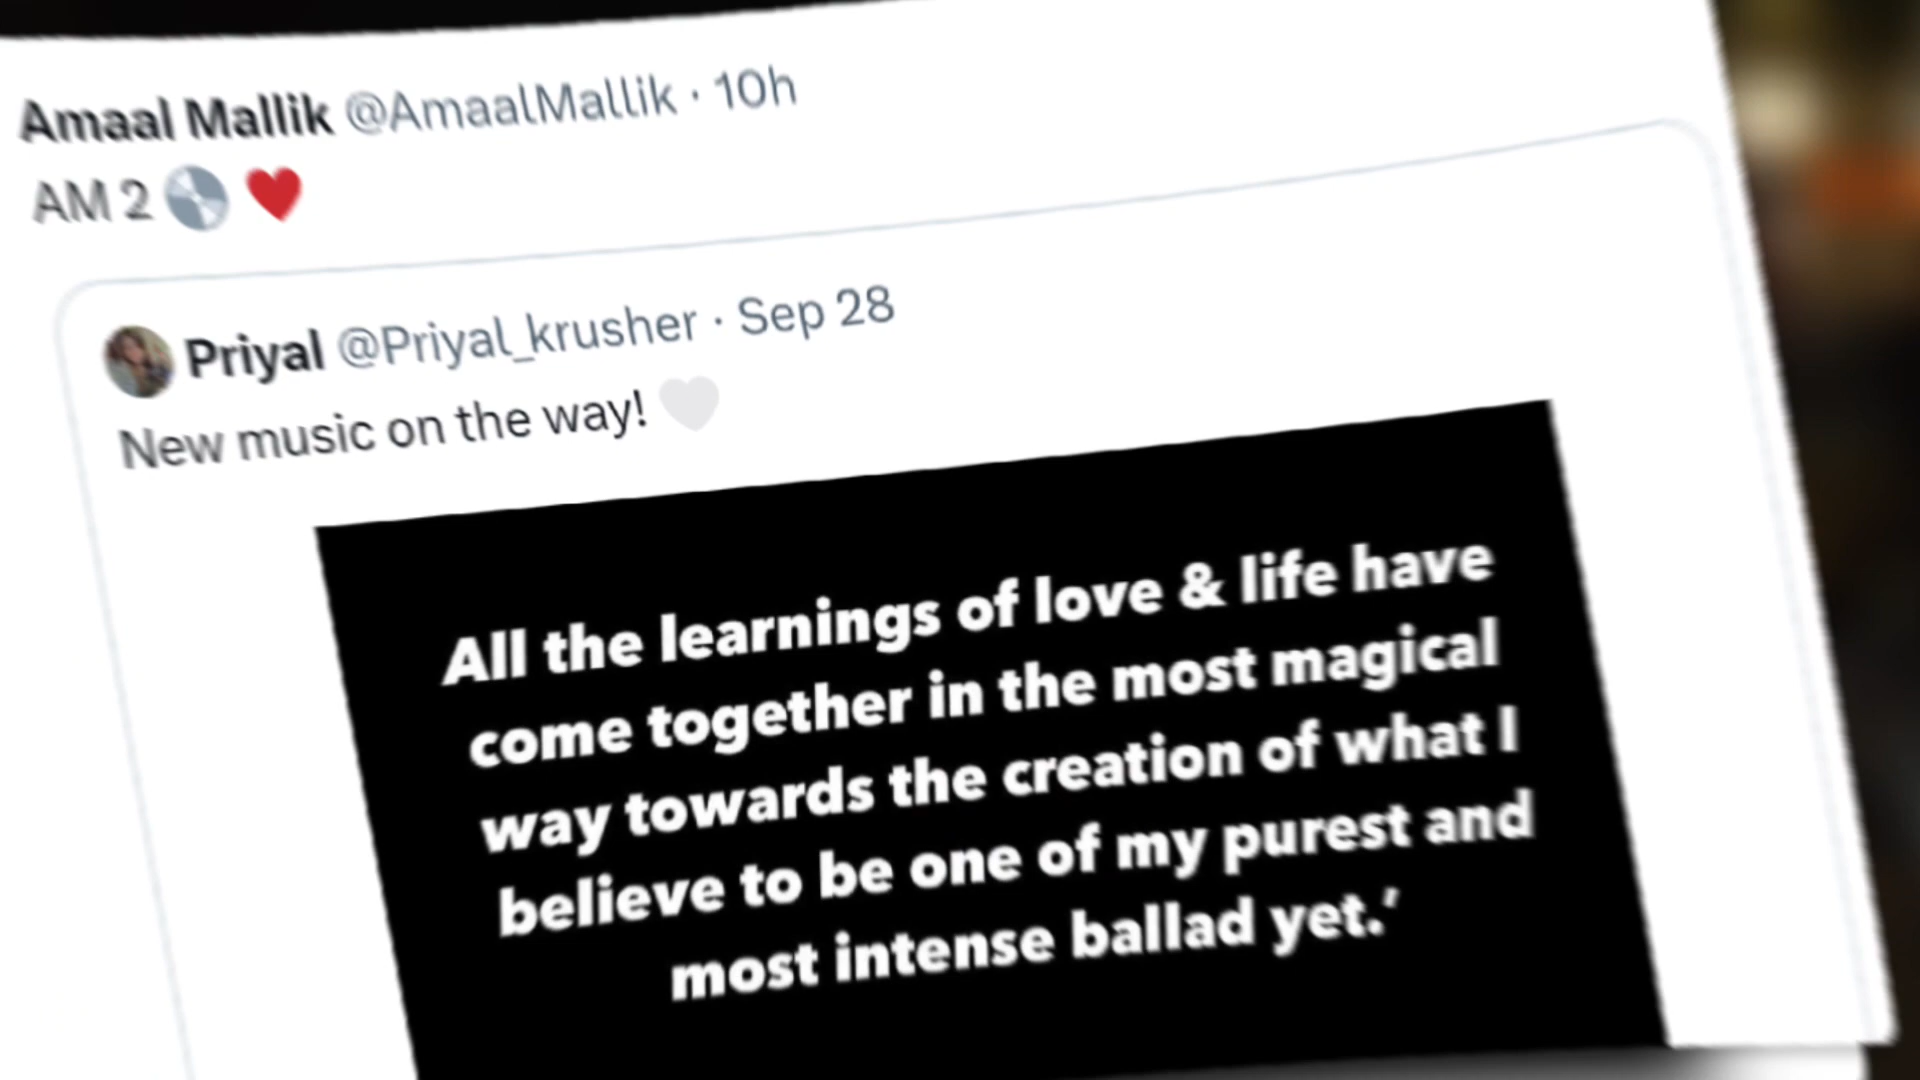 Amaal Mallik @AmaalMallik · 10h
AM 2 💿 ❤️
Priyal @Priyal_krusher · Sep 28
New music on the way! 🤍
All the learnings of love & life have
come together in the most magical
way towards the creation of what I
believe to be one of my purest and
most intense ballad yet.’